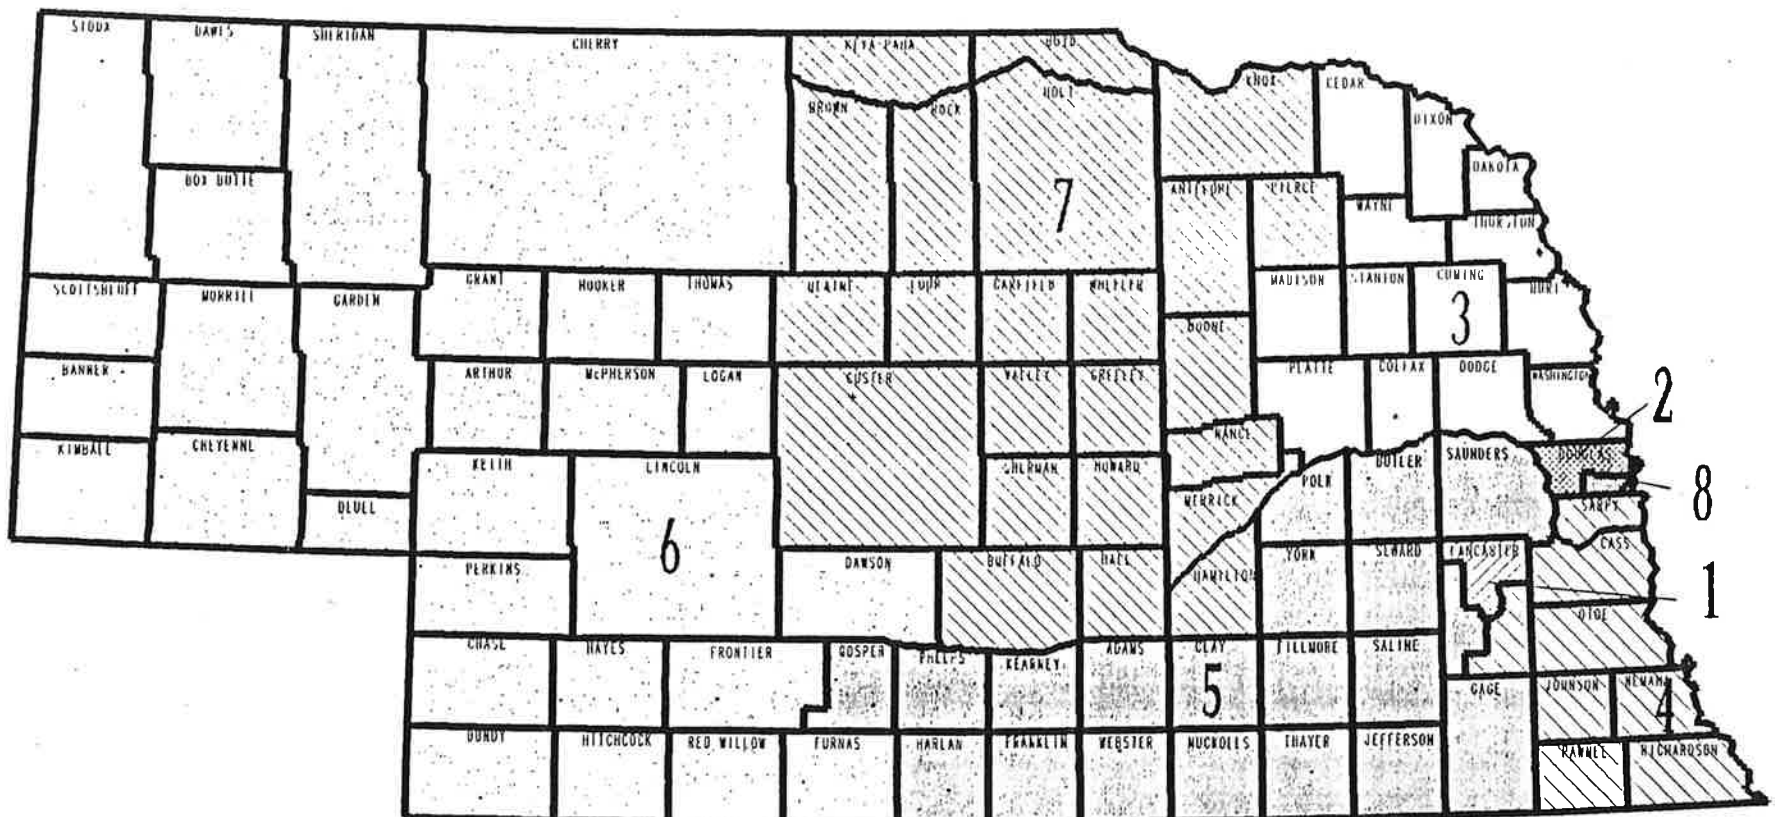 SIOUX
DAWES
SHERIDAN
CHERRY
KEYA PAHA
BOYD
KNOX
CEDAR
DIXON
DAKOTA
BROWN
ROCK
HOLT
7
BOX BUTTE
ANTELOPE
PIERCE
WAYNE
THURSTON
SCOTTSBLUFF
MORRILL
GARDEN
GRANT
HOOKER
THOMAS
BLAINE
LOUP
GARFIELD
WHEELER
MADISON
STANTON
CUMING
3
BURT
BOONE
BANNER
ARTHUR
McPHERSON
LOGAN
CUSTER
VALLEY
GREELEY
PLATTE
COLFAX
DODGE
WASHINGTON
2
KIMBALL
CHEYENNE
KEITH
LINCOLN
SHERMAN
HOWARD
NANCE
MERRICK
POLK
BUTLER
SAUNDERS
DOUGLAS
8
DEUEL
SARPY
6
PERKINS
DAWSON
BUFFALO
HALL
HAMILTON
YORK
SEWARD
LANCASTER
CASS
1
OTOE
CHASE
HAYES
FRONTIER
GOSPER
PHELPS
KEARNEY
ADAMS
CLAY
5
FILLMORE
SALINE
GAGE
JOHNSON
NEMAHA
4
DUNDY
HITCHCOCK
RED WILLOW
FURNAS
HARLAN
FRANKLIN
WEBSTER
NUCKOLLS
THAYER
JEFFERSON
PAWNEE
RICHARDSON